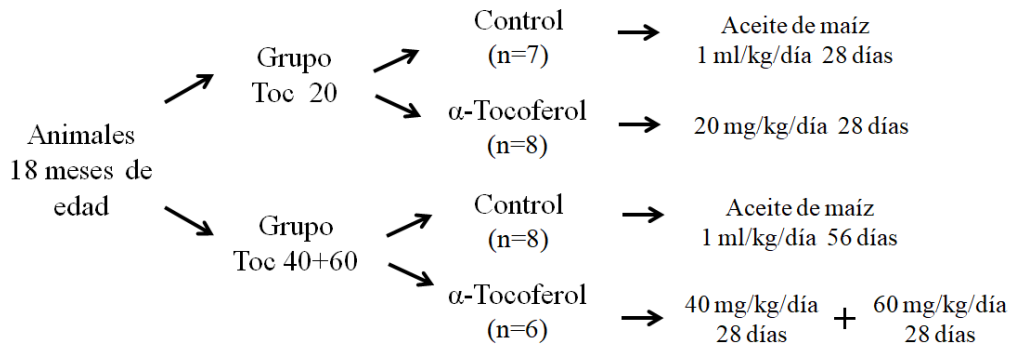 Animales
18 meses de
edad
Grupo
Toc 20
Control
(n=7)
Aceite de maíz
1 ml/kg/día 28 días
α-Tocoferol
(n=8)
20 mg/kg/día 28 días
Grupo
Toc 40+60
Control
(n=8)
Aceite de maíz
1 ml/kg/día 56 días
α-Tocoferol
(n=6)
40 mg/kg/día
28 días
+
60 mg/kg/día
28 días